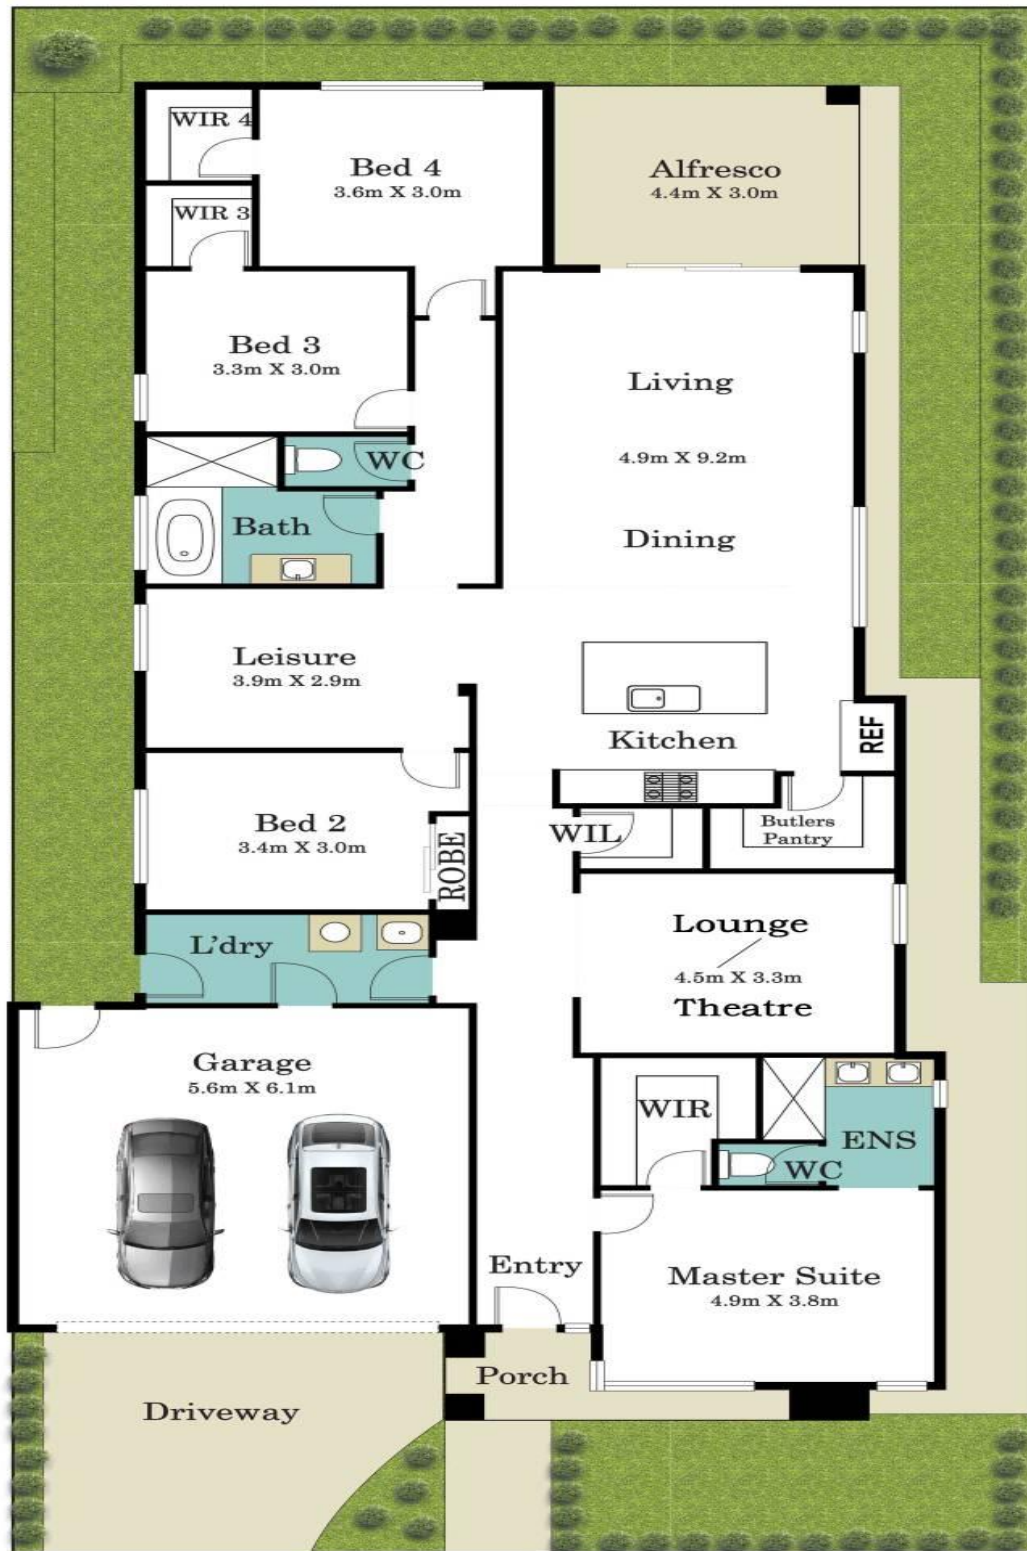 WIR 4
Bed 4
3.6m X 3.0m
Alfresco
4.4m X 3.0m
WIR 3
Bed 3
3.3m X 3.0m
Living
4.9m X 9.2m
WC
Bath
Dining
Leisure
3.9m X 2.9m
Kitchen
REF
Bed 2
3.4m X 3.0m
ROBE
WIL
Butlers
Pantry
L'dry
Lounge
4.5m X 3.3m
Theatre
Garage
5.6m X 6.1m
WIR
ENS
WC
Entry
Master Suite
4.9m X 3.8m
Porch
Driveway